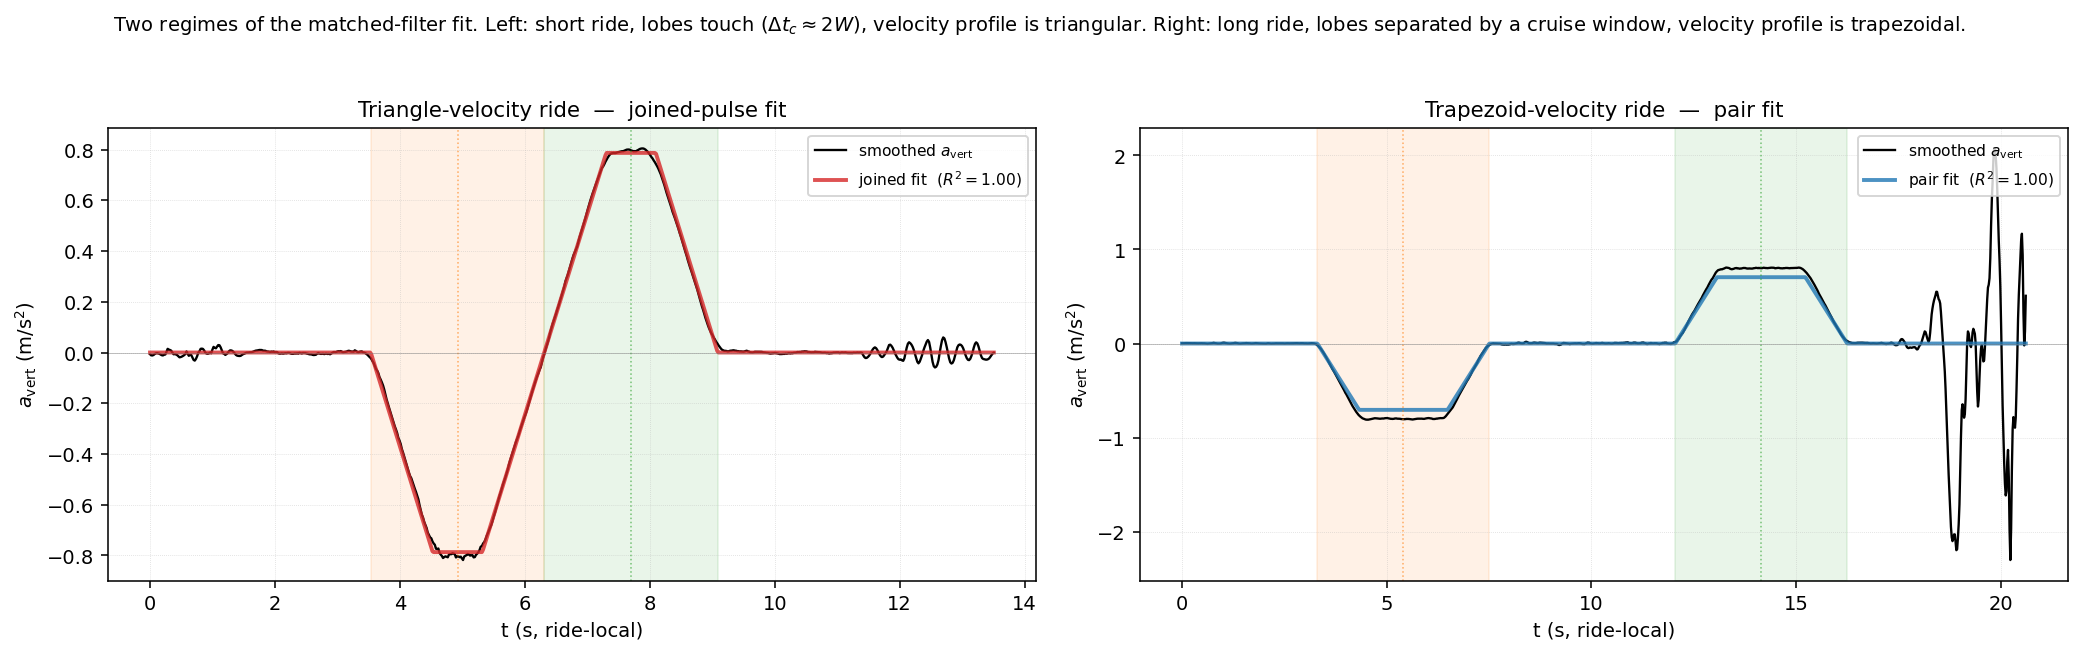 Two regimes of the matched-filter fit. Left: short ride, lobes touch (Δt_c ≈ 2W), velocity profile is triangular. Right: long ride, lobes separated by a cruise window, velocity profile is trapezoidal.
Triangle-velocity ride — joined-pulse fit
smoothed a_vert
joined fit (R² = 1.00)
0.8
0.6
0.4
0.2
0.0
−0.2
−0.4
−0.6
−0.8
a_vert (m/s²)
0 2 4 6 8 10 12 14
t (s, ride-local)
Trapezoid-velocity ride — pair fit
smoothed a_vert
pair fit (R² = 1.00)
2
1
0
−1
−2
a_vert (m/s²)
0 5 10 15 20
t (s, ride-local)